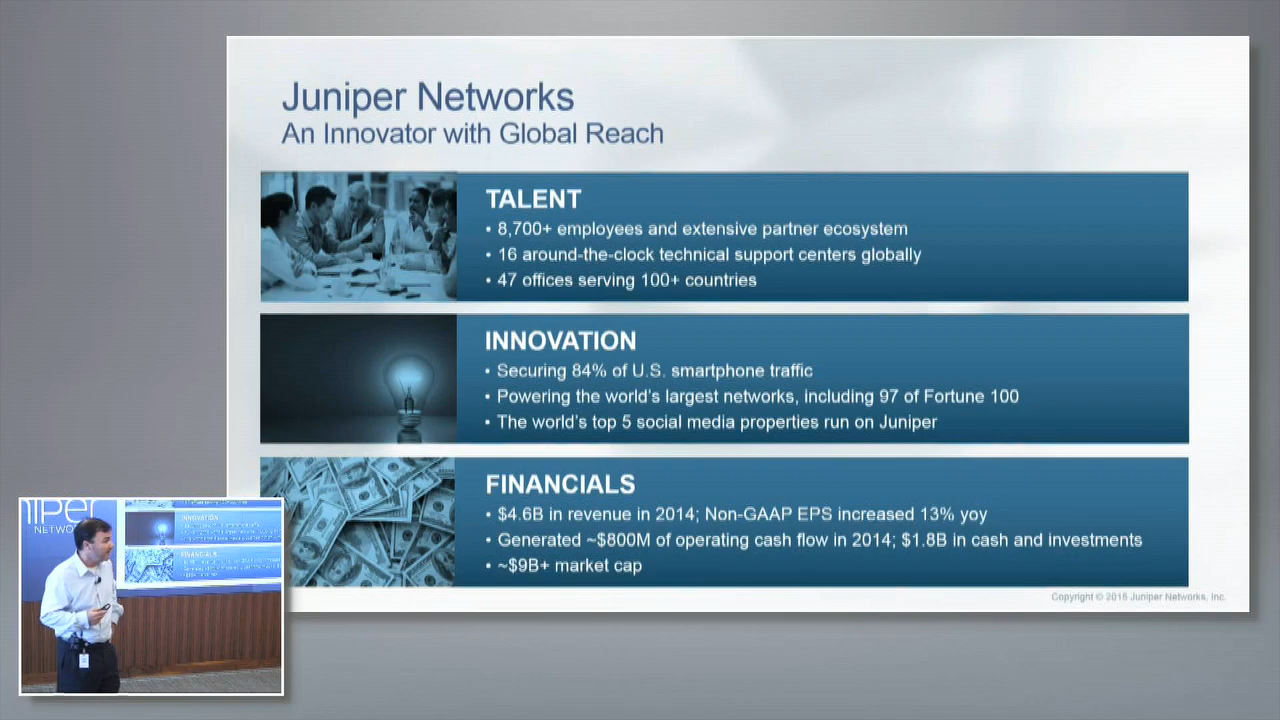 Juniper Networks
An Innovator with Global Reach
TALENT
• 8,700+ employees and extensive partner ecosystem
• 16 around-the-clock technical support centers globally
• 47 offices serving 100+ countries
INNOVATION
• Securing 84% of U.S. smartphone traffic
• Powering the world's largest networks, including 97 of Fortune 100
• The world's top 5 social media properties run on Juniper
FINANCIALS
• $4.6B in revenue in 2014; Non-GAAP EPS increased 13% yoy
• Generated ~$800M of operating cash flow in 2014; $1.8B in cash and investments
• ~$9B+ market cap
Copyright © 2015 Juniper Networks, Inc.
INNOVATION
FINANCIALS